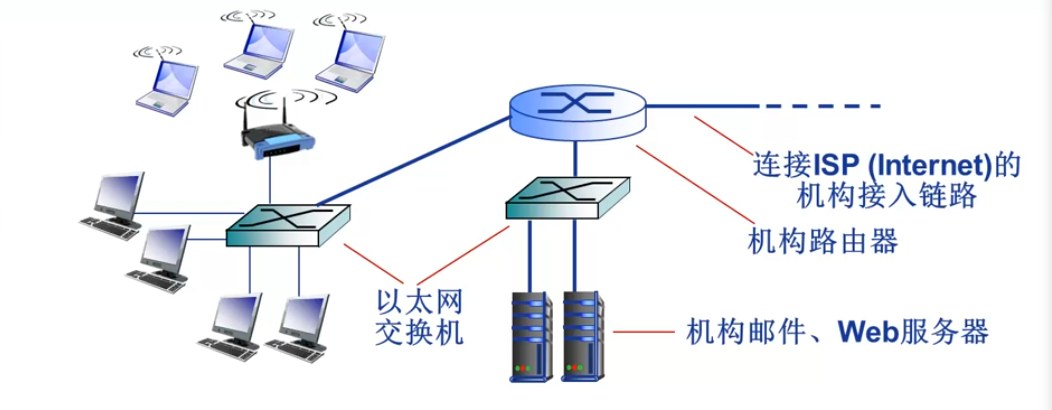 连接ISP (Internet)的
机构接入链路
机构路由器
以太网
交换机
机构邮件、Web服务器